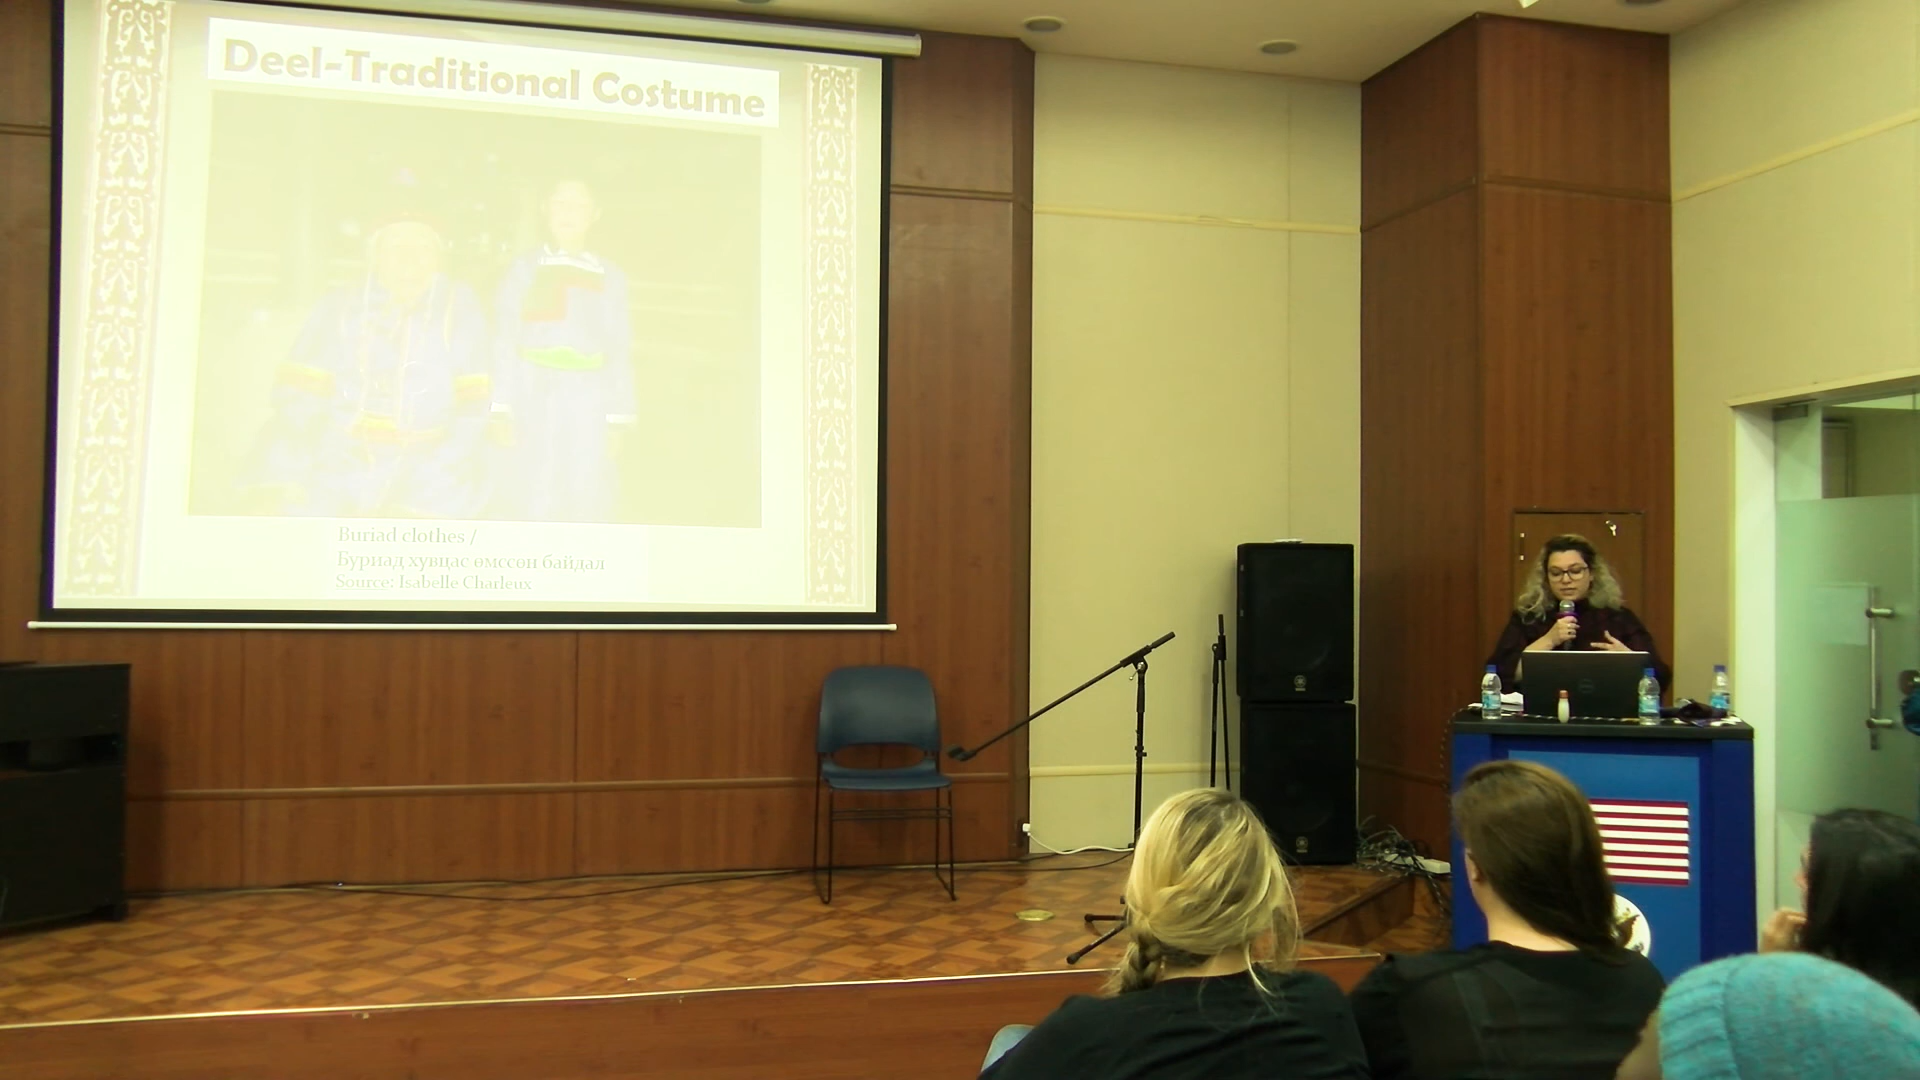 Deel-Traditional Costume
Buriad clothes /
Буриад хувцас өмссөн байдал
Source: Isabelle Charleux